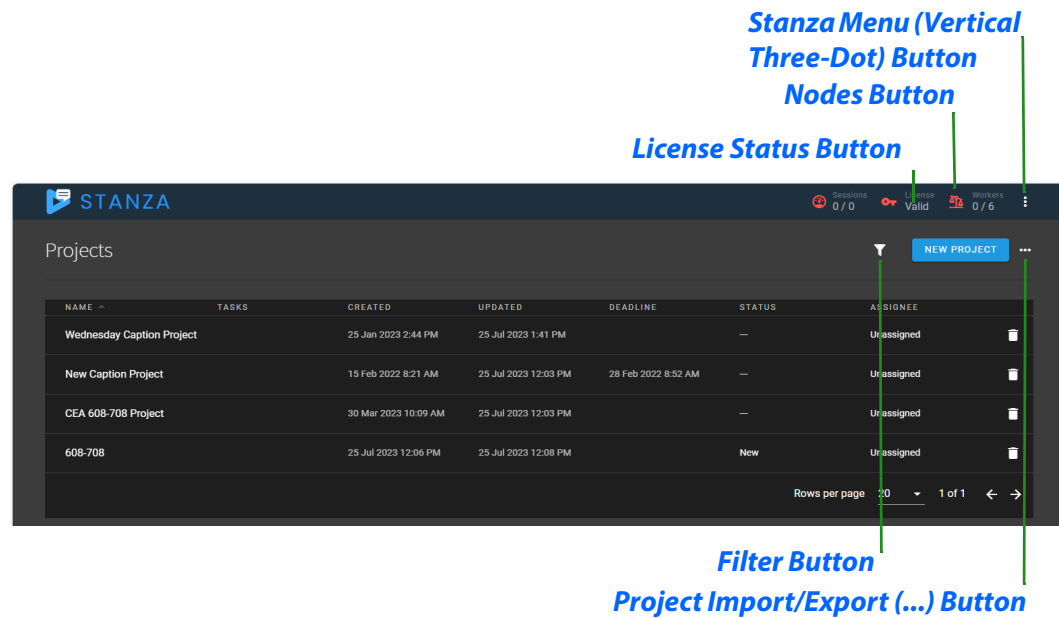 Stanza Menu (Vertical
Three-Dot) Button
Nodes Button
License Status Button
STANZA
Sessions
0 / 0
License
Valid
Workers
0 / 6
Projects
NEW PROJECT
NAME TASKS CREATED UPDATED DEADLINE STATUS ASSIGNEE
Wednesday Caption Project 25 Jan 2023 2:44 PM 25 Jul 2023 1:41 PM — Unassigned
New Caption Project 15 Feb 2022 8:21 AM 25 Jul 2023 12:03 PM 28 Feb 2022 8:52 AM — Unassigned
CEA 608-708 Project 30 Mar 2023 10:09 AM 25 Jul 2023 12:03 PM — Unassigned
608-708 25 Jul 2023 12:06 PM 25 Jul 2023 12:08 PM New Unassigned
Rows per page 20 1 of 1
Filter Button
Project Import/Export (...) Button